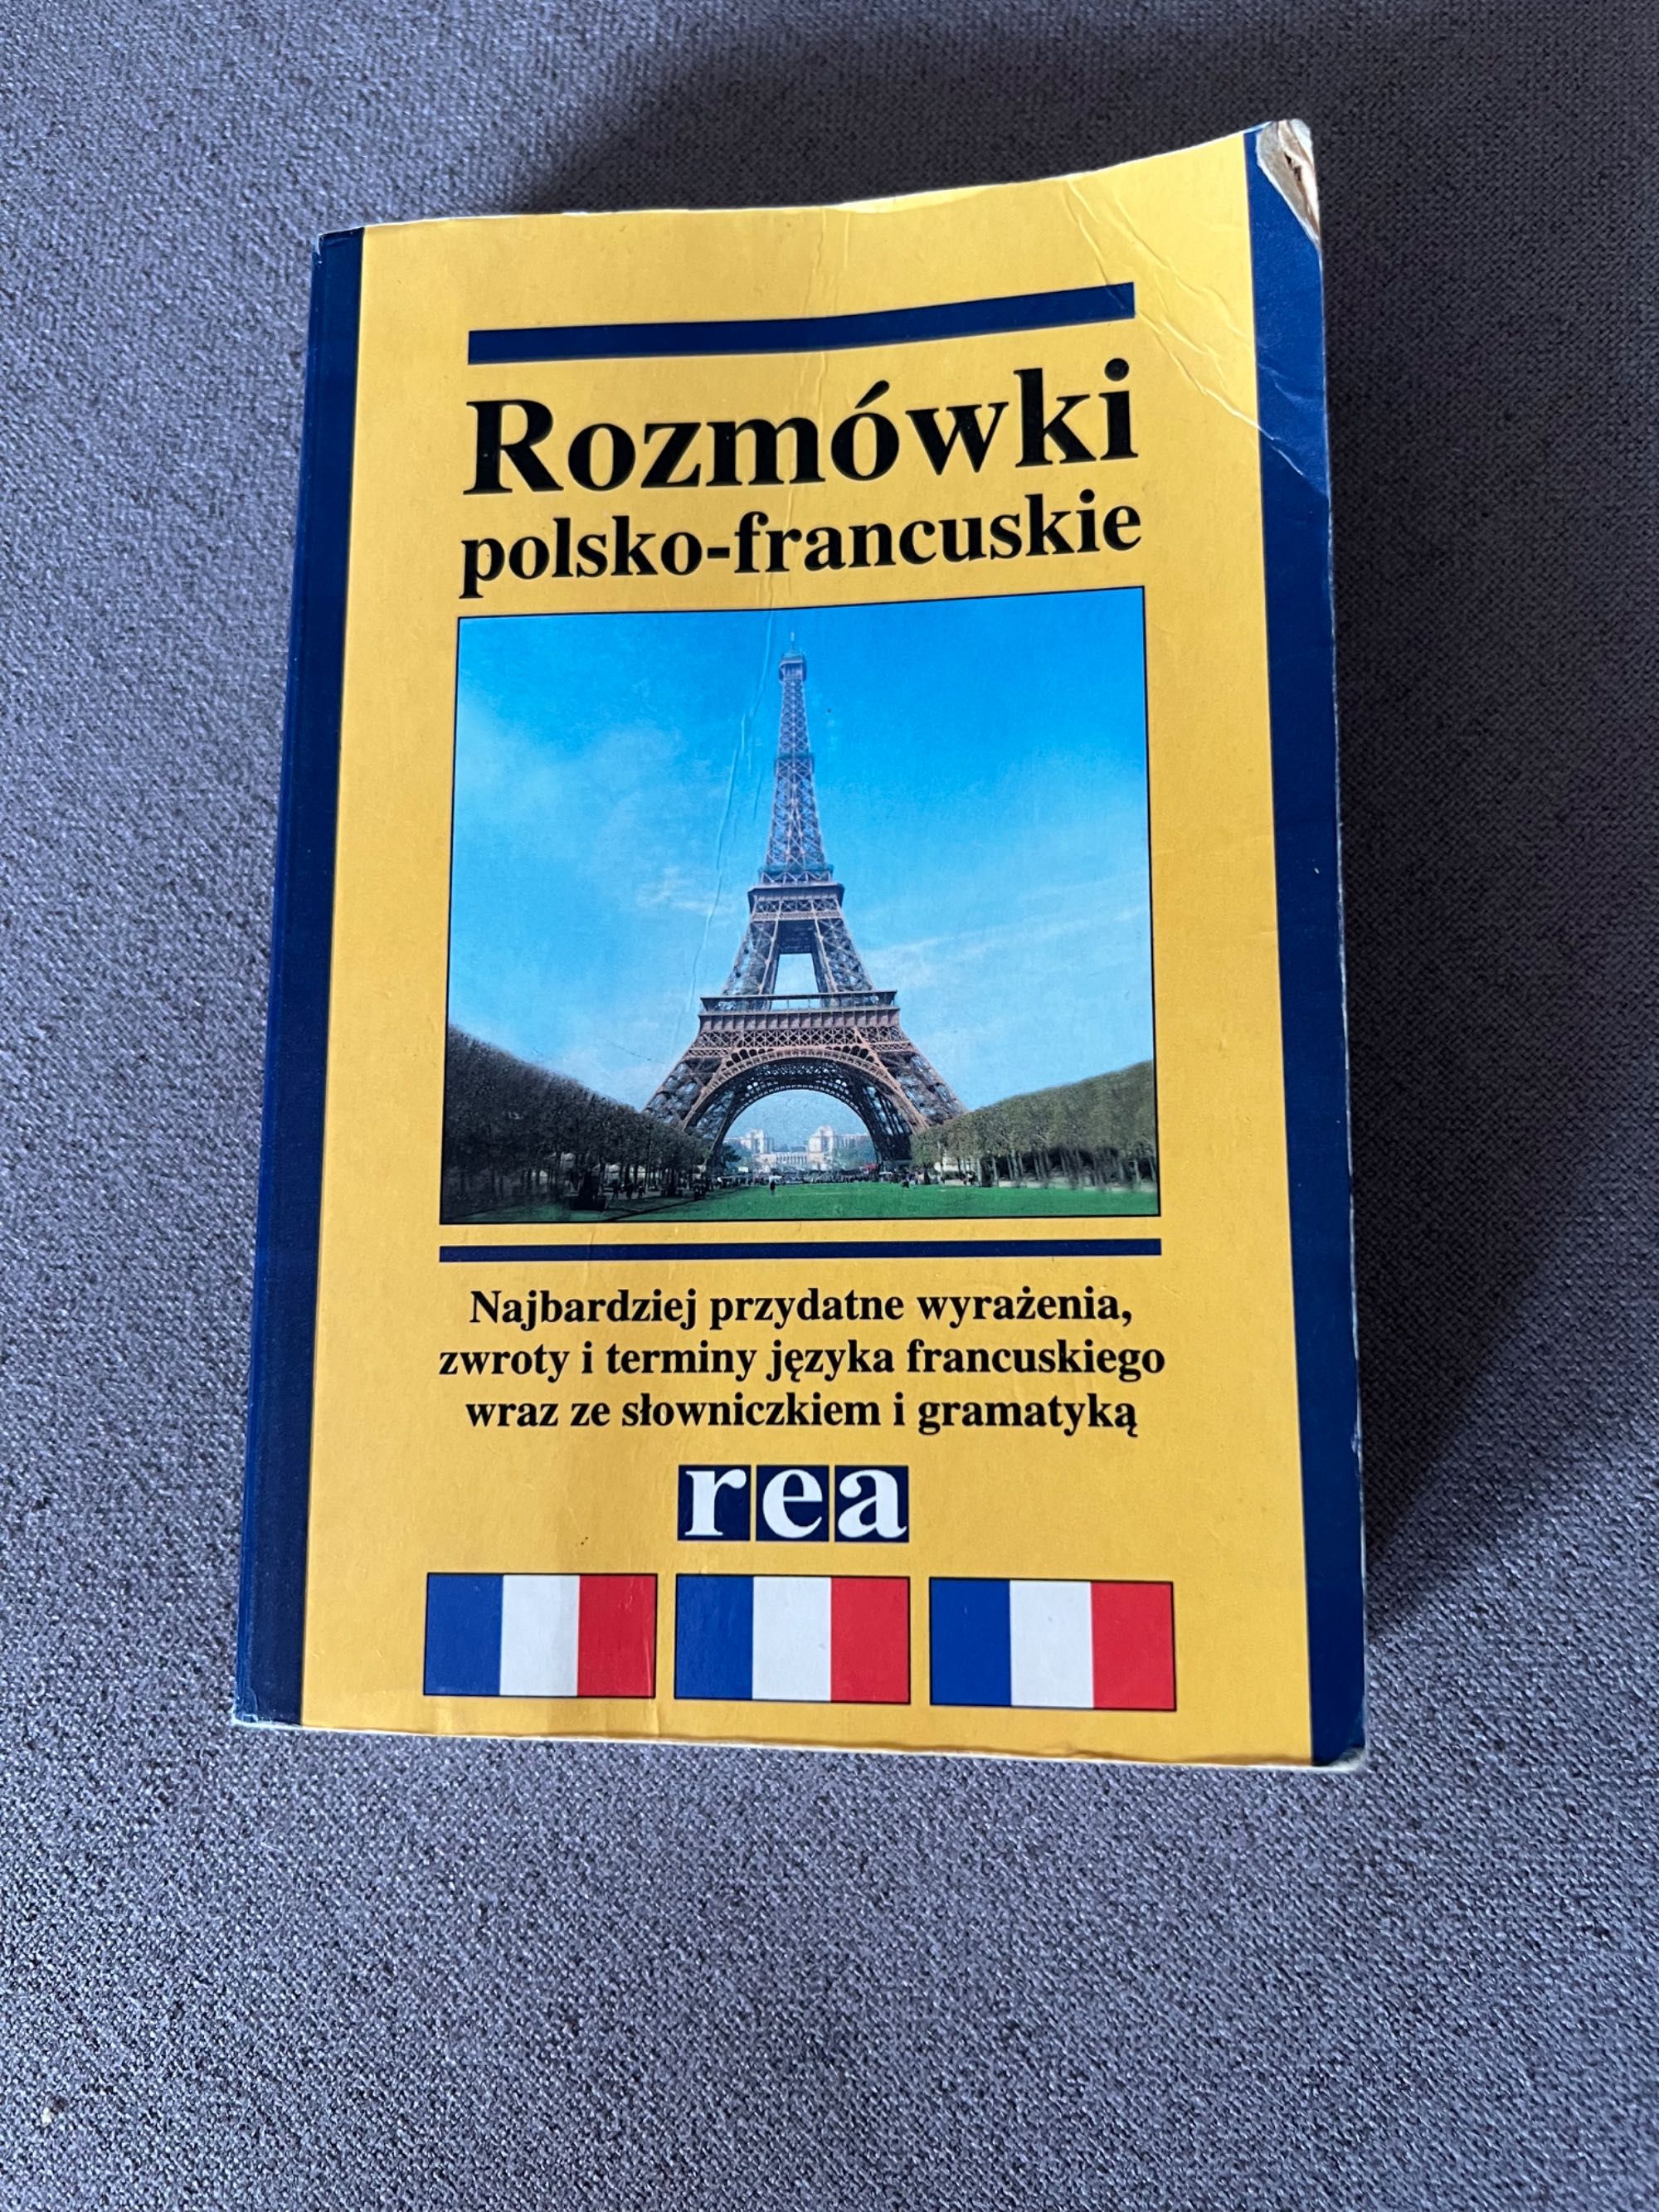 Rozmówki
polsko-francuskie
Najbardziej przydatne wyrażenia,
zwroty i terminy języka francuskiego
wraz ze słowniczkiem i gramatyką
rea